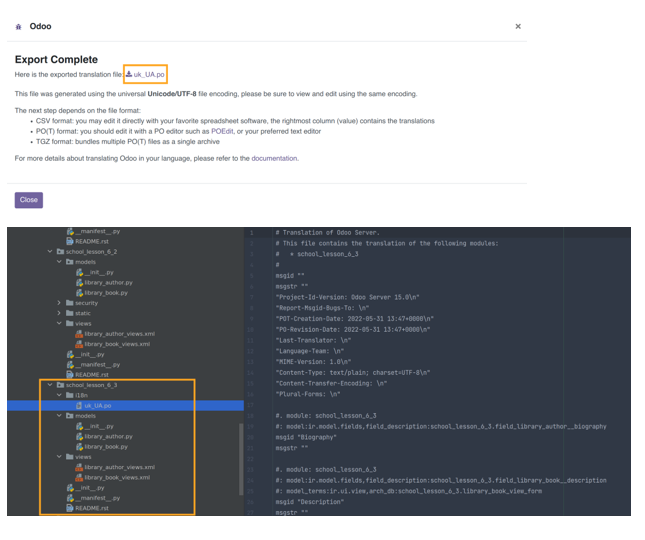 Odoo
×
Export Complete
Here is the exported translation file: uk_UA.po
This file was generated using the universal Unicode/UTF-8 file encoding, please be sure to view and edit using the same encoding.
The next step depends on the file format:
• CSV format: you may edit it directly with your favorite spreadsheet software, the rightmost column (value) contains the translations
• PO(T) format: you should edit it with a PO editor such as POEdit, or your preferred text editor
• TGZ format: bundles multiple PO(T) files as a single archive
For more details about translating Odoo in your language, please refer to the documentation.
Close
__manifest__.py
README.rst
school_lesson_6_2
models
__init__.py
library_author.py
library_book.py
security
static
views
library_author_views.xml
library_book_views.xml
__init__.py
__manifest__.py
README.rst
school_lesson_6_3
i18n
uk_UA.po
models
__init__.py
library_author.py
library_book.py
views
library_author_views.xml
library_book_views.xml
__init__.py
__manifest__.py
README.rst
# Translation of Odoo Server.
# This file contains the translation of the following modules:
# * school_lesson_6_3
#
msgid ""
msgstr ""
"Project-Id-Version: Odoo Server 15.0\n"
"Report-Msgid-Bugs-To: \n"
"POT-Creation-Date: 2022-05-31 13:47+0000\n"
"PO-Revision-Date: 2022-05-31 13:47+0000\n"
"Last-Translator: \n"
"Language-Team: \n"
"MIME-Version: 1.0\n"
"Content-Type: text/plain; charset=UTF-8\n"
"Content-Transfer-Encoding: \n"
"Plural-Forms: \n"
#. module: school_lesson_6_3
#: model:ir.model.fields,field_description:school_lesson_6_3.field_library_author__biography
msgid "Biography"
msgstr ""
#. module: school_lesson_6_3
#: model:ir.model.fields,field_description:school_lesson_6_3.field_library_book__description
#: model_terms:ir.ui.view,arch_db:school_lesson_6_3.library_book_view_form
msgid "Description"
msgstr ""